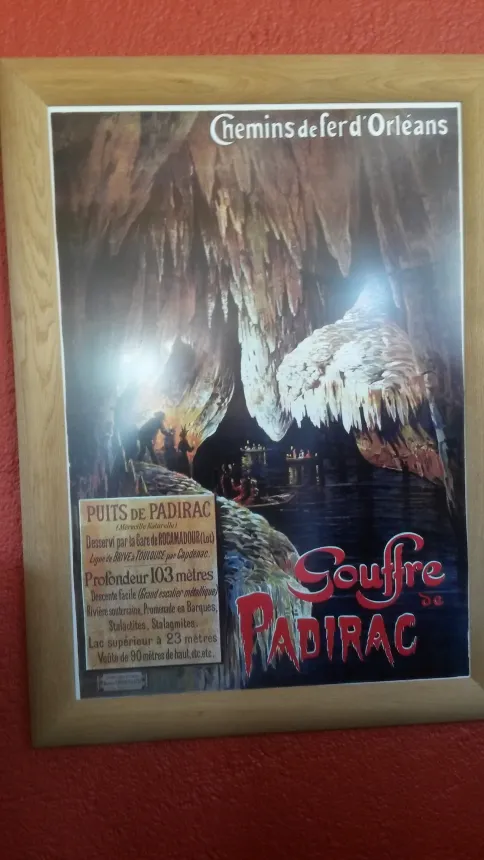 Chemins de fer d'Orléans
PUITS DE PADIRAC
(Merveille Naturelle)
Desservi par la Gare de ROCAMADOUR (Lot)
Ligne de BRIVE à TOULOUSE par Capdenac
Profondeur 103 mètres
Descente facile (Grand escalier métallique)
Rivière souterraine, Promenade en Barques,
Stalactites, Stalagmites.
Lac supérieur à 23 mètres
Voûte de 90 mètres de haut, etc. etc.
Gouffre
de
PADIRAC